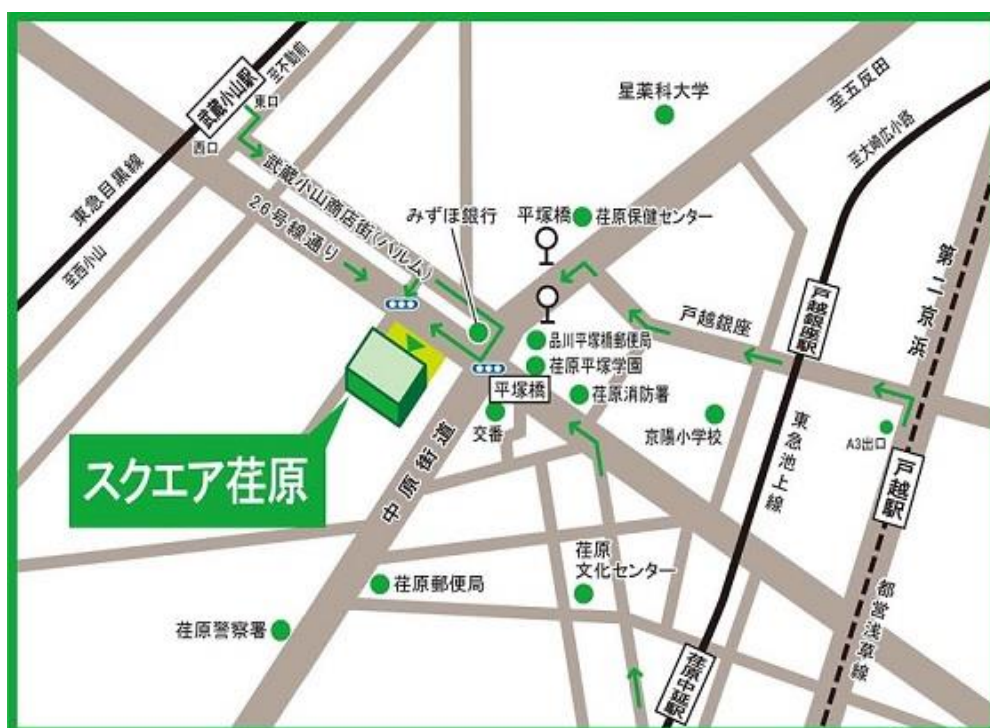 至不動前
武蔵小山駅
東口
西口
東急目黒線
至西小山
武蔵小山商店街(パルム)
26号線通り
みずほ銀行
星薬科大学
至五反田
至大崎広小路
平塚橋
荏原保健センター
第二京浜
戸越銀座
戸越銀座駅
品川平塚橋郵便局
荏原平塚学園
平塚橋
荏原消防署
交番
京陽小学校
東急池上線
A3出口
戸越駅
スクエア荏原
中原街道
荏原
文化センター
荏原郵便局
荏原警察署
荏原中延駅
都営浅草線